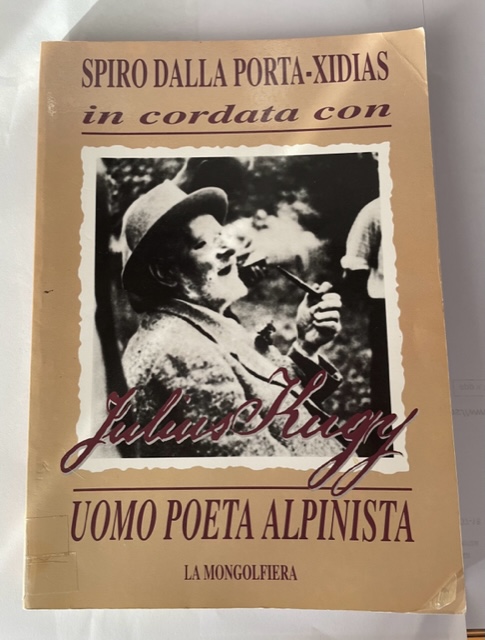 SPIRO DALLA PORTA-XIDIAS
in cordata con
Julius Kugy
UOMO POETA ALPINISTA
LA MONGOLFIERA